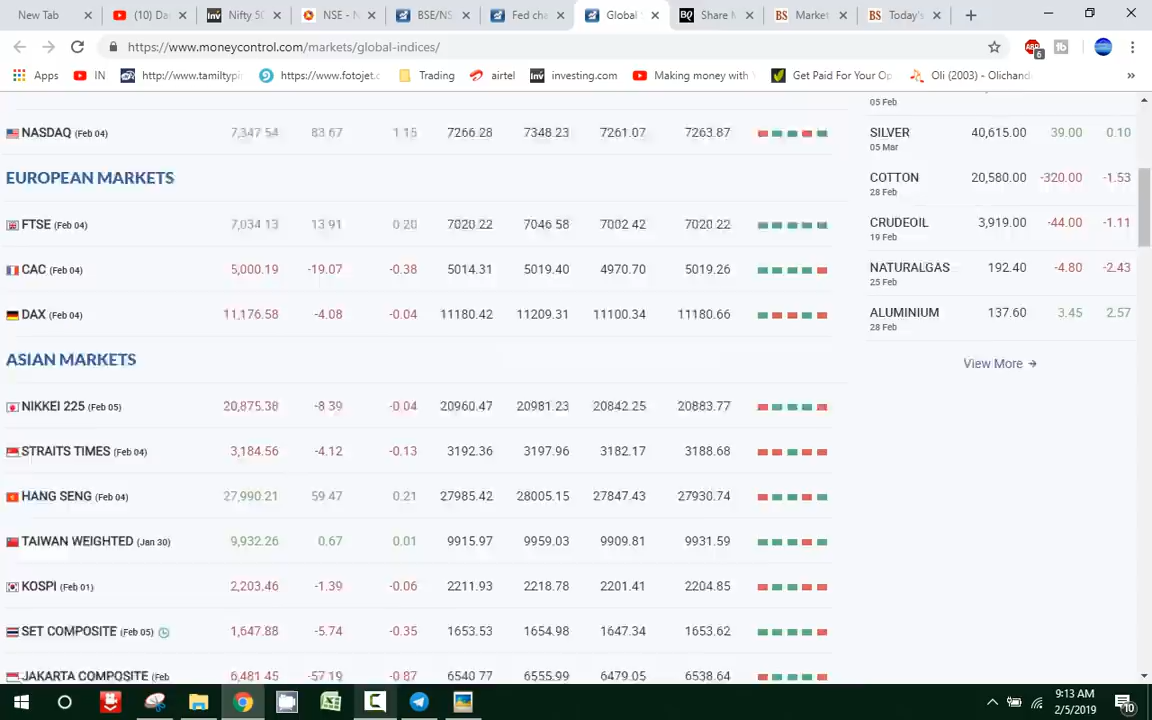 New Tab
(10) Da
Nifty 50
NSE - N
BSE/NS
Fed cha
Global
Share M
Market
Today's
https://www.moneycontrol.com/markets/global-indices/
6
Apps
IN
http://www.tamiltypi
https://www.fotojet.c
Trading
airtel
investing.com
Making money with
Get Paid For Your Op
Oli (2003) - Olichand
NASDAQ (Feb 04) 7,347.54 83.67 1.15 7266.28 7348.23 7261.07 7263.87
EUROPEAN MARKETS
FTSE (Feb 04) 7,034.13 13.91 0.20 7020.22 7046.58 7002.42 7020.22
CAC (Feb 04) 5,000.19 -19.07 -0.38 5014.31 5019.40 4970.70 5019.26
DAX (Feb 04) 11,176.58 -4.08 -0.04 11180.42 11209.31 11100.34 11180.66
ASIAN MARKETS
NIKKEI 225 (Feb 05) 20,875.38 -8.39 -0.04 20960.47 20981.23 20842.25 20883.77
STRAITS TIMES (Feb 04) 3,184.56 -4.12 -0.13 3192.36 3197.96 3182.17 3188.68
HANG SENG (Feb 04) 27,990.21 59.47 0.21 27985.42 28005.15 27847.43 27930.74
TAIWAN WEIGHTED (Jan 30) 9,932.26 0.67 0.01 9915.97 9959.03 9909.81 9931.59
KOSPI (Feb 01) 2,203.46 -1.39 -0.06 2211.93 2218.78 2201.41 2204.85
SET COMPOSITE (Feb 05) 1,647.88 -5.74 -0.35 1653.53 1654.98 1647.34 1653.62
JAKARTA COMPOSITE (Feb 6,481.45 -57.19 -0.87 6540.77 6555.99 6479.05 6538.64
05 Feb
SILVER 40,615.00 39.00 0.10
05 Mar
COTTON 20,580.00 -320.00 -1.53
28 Feb
CRUDEOIL 3,919.00 -44.00 -1.11
19 Feb
NATURALGAS 192.40 -4.80 -2.43
25 Feb
ALUMINIUM 137.60 3.45 2.57
28 Feb
View More
9:13 AM
2/5/2019
10